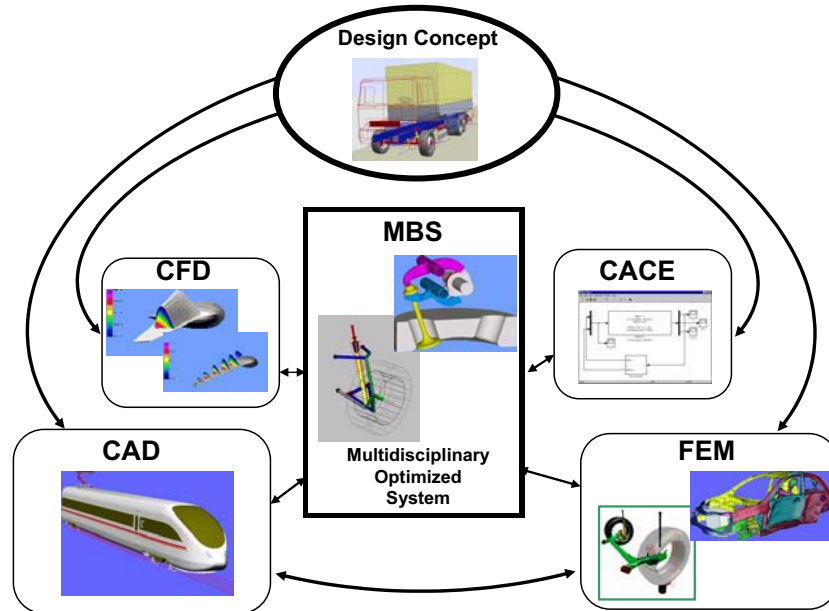 Design Concept
MBS
CFD
CACE
Multidisciplinary
Optimized
System
CAD
FEM